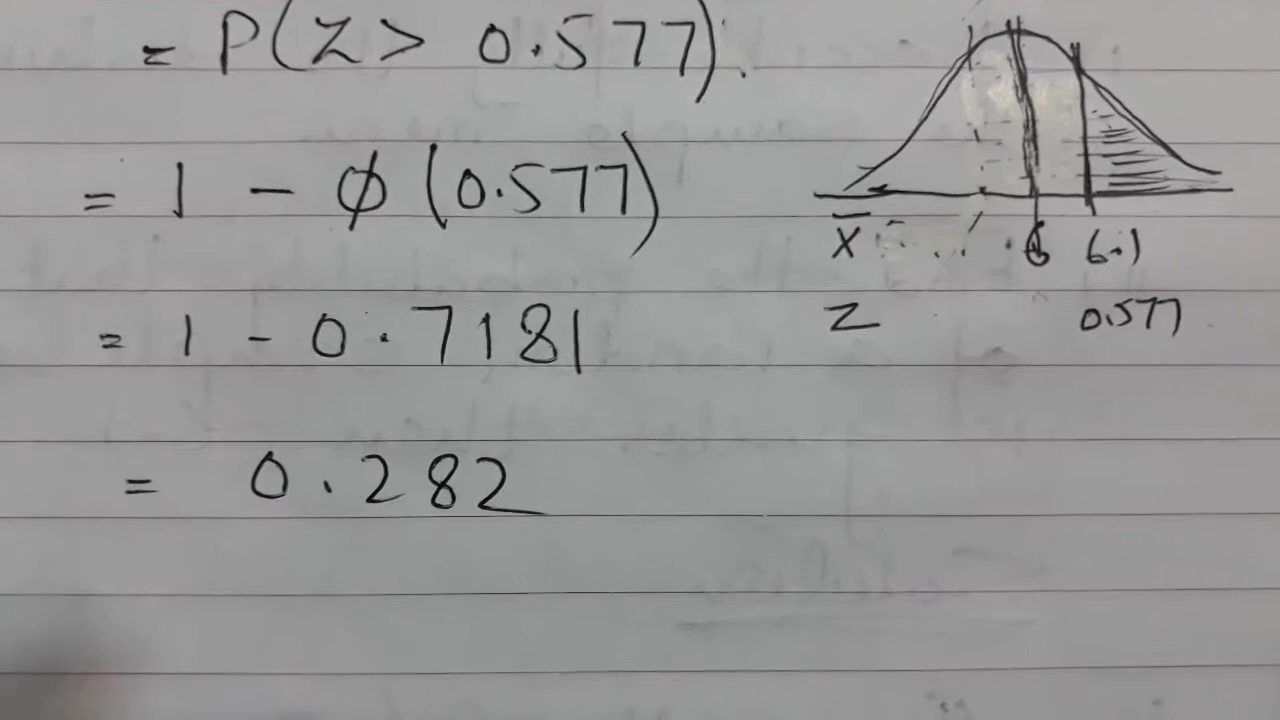 = P(Z > 0.577).
= 1 - ϕ(0.577)
= 1 - 0.7181
= 0.282
X̅ 6 6.1
Z 0.577